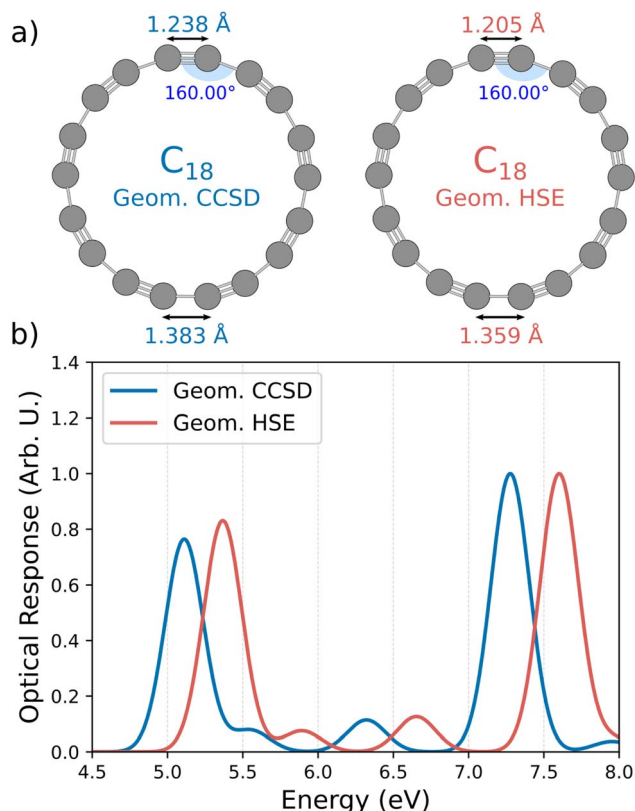 a)
1.238 Å
1.205 Å
160.00°
160.00°
C₁₈
C₁₈
Geom. CCSD
Geom. HSE
1.383 Å
1.359 Å
b)
1.4
1.2
1.0
0.8
0.6
0.4
0.2
0.0
Optical Response (Arb. U.)
Geom. CCSD
Geom. HSE
4.5 5.0 5.5 6.0 6.5 7.0 7.5 8.0
Energy (eV)